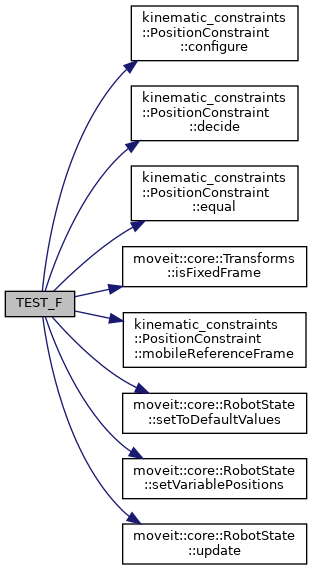 kinematic_constraints
::PositionConstraint
::configure
kinematic_constraints
::PositionConstraint
::decide
kinematic_constraints
::PositionConstraint
::equal
moveit::core::Transforms
::isFixedFrame
TEST_F
kinematic_constraints
::PositionConstraint
::mobileReferenceFrame
moveit::core::RobotState
::setToDefaultValues
moveit::core::RobotState
::setVariablePositions
moveit::core::RobotState
::update